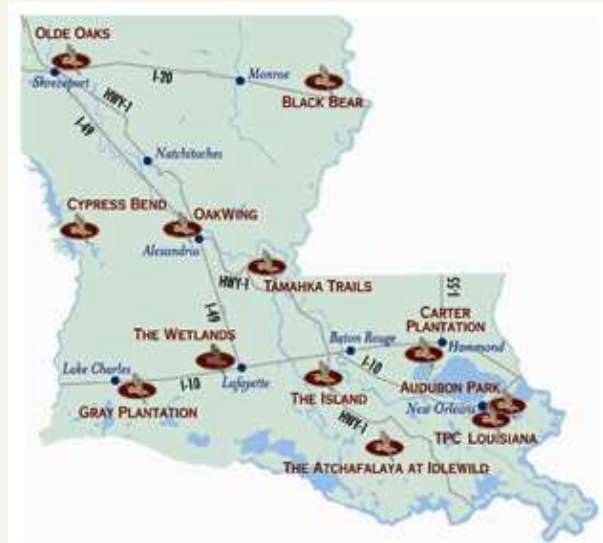 OLDE OAKS
Shreveport
I-20
Monroe
HWY-1
BLACK BEAR
I-49
Natchitoches
CYPRESS BEND
OAKWING
Alexandria
HWY-1
TAMAHKA TRAILS
I-49
I-55
CARTER
PLANTATION
THE WETLANDS
Baton Rouge
Hammond
Lake Charles
I-10
Lafayette
I-10
AUDUBON PARK
GRAY PLANTATION
THE ISLAND
New Orleans
HWY-1
TPC LOUISIANA
THE ATCHAFALAYA AT IDLEWILD